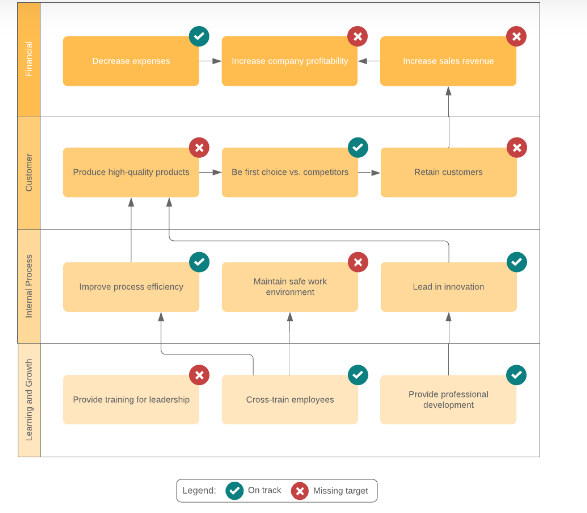 Financial
Decrease expenses
Increase company profitability
Increase sales revenue
Customer
Produce high-quality products
Be first choice vs. competitors
Retain customers
Internal Process
Improve process efficiency
Maintain safe work
environment
Lead in innovation
Learning and Growth
Provide training for leadership
Cross-train employees
Provide professional
development
Legend:
On track
Missing target